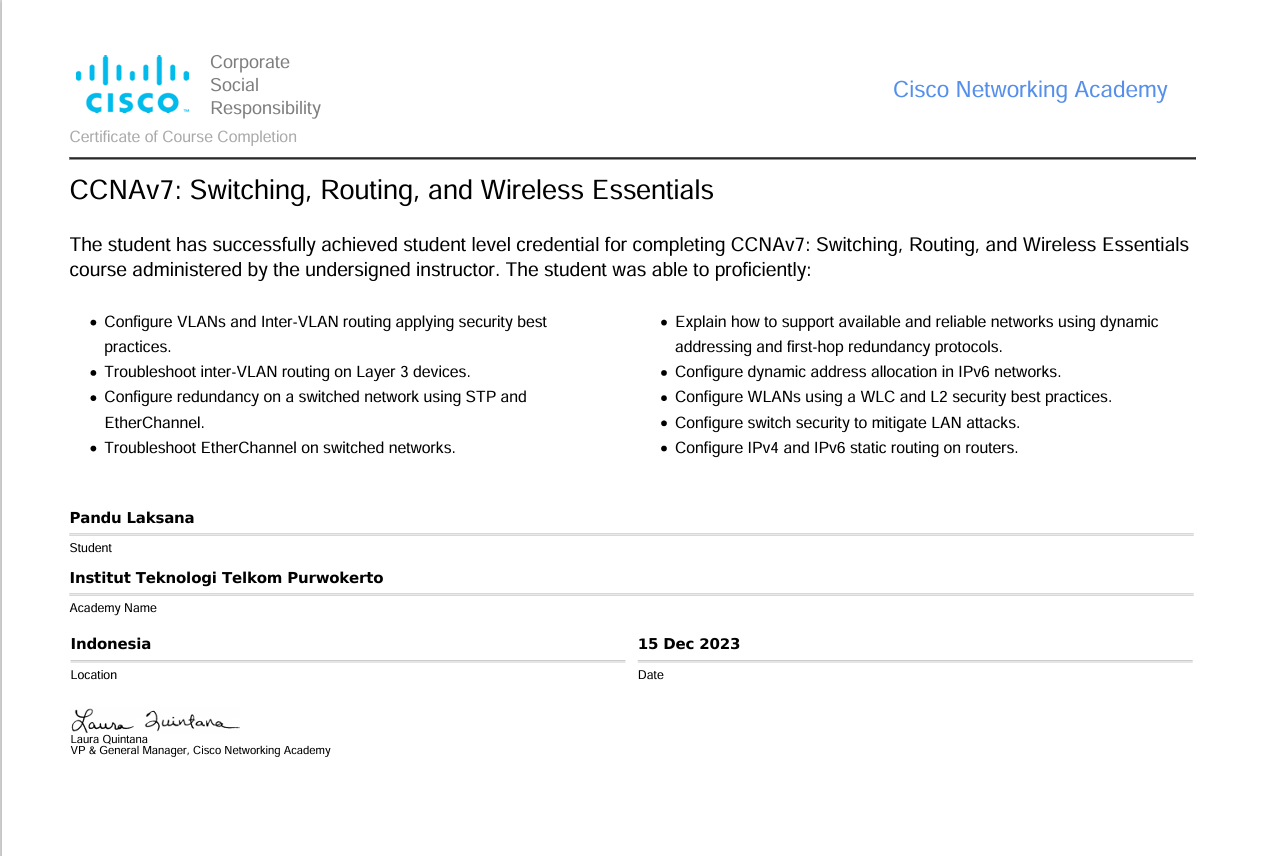 CISCO™
Corporate
Social
Responsibility
Cisco Networking Academy
Certificate of Course Completion
CCNAv7: Switching, Routing, and Wireless Essentials
The student has successfully achieved student level credential for completing CCNAv7: Switching, Routing, and Wireless Essentials
course administered by the undersigned instructor. The student was able to proficiently:
• Configure VLANs and Inter-VLAN routing applying security best
practices.
• Troubleshoot inter-VLAN routing on Layer 3 devices.
• Configure redundancy on a switched network using STP and
EtherChannel.
• Troubleshoot EtherChannel on switched networks.
• Explain how to support available and reliable networks using dynamic
addressing and first-hop redundancy protocols.
• Configure dynamic address allocation in IPv6 networks.
• Configure WLANs using a WLC and L2 security best practices.
• Configure switch security to mitigate LAN attacks.
• Configure IPv4 and IPv6 static routing on routers.
Pandu Laksana
Student
Institut Teknologi Telkom Purwokerto
Academy Name
Indonesia
Location
15 Dec 2023
Date
Laura Quintana
Laura Quintana
VP & General Manager, Cisco Networking Academy